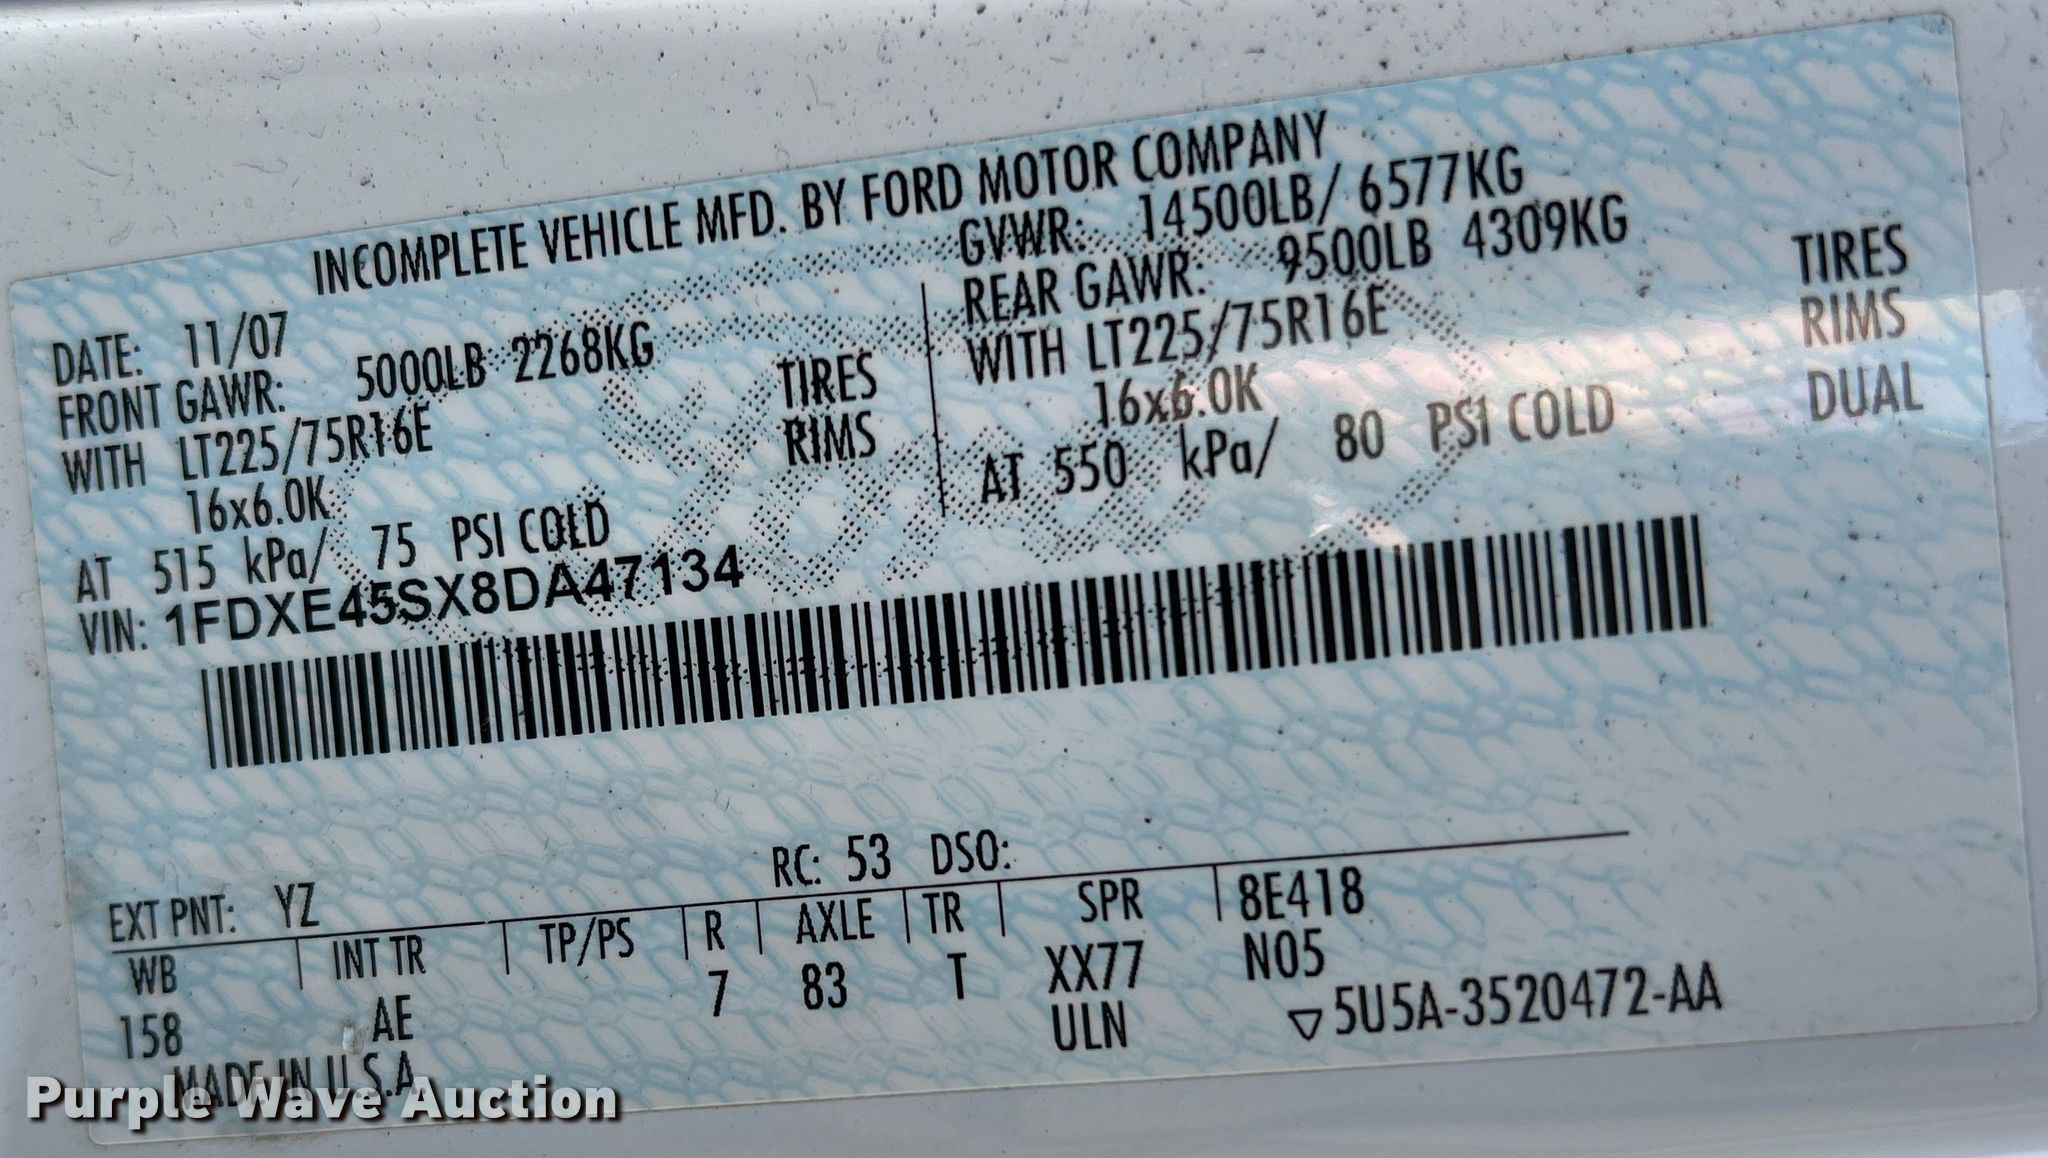 INCOMPLETE VEHICLE MFD. BY FORD MOTOR COMPANY
DATE: 11/07
GVWR: 14500LB/ 6577KG
FRONT GAWR: 5000LB 2268KG
REAR GAWR: 9500LB 4309KG
WITH LT225/75R16E TIRES
WITH LT225/75R16E TIRES
16x6.0K RIMS
16x6.0K RIMS
AT 515 kPa/ 75 PSI COLD
AT 550 kPa/ 80 PSI COLD DUAL
VIN: 1FDXE45SX8DA47134
EXT PNT: YZ RC: 53 DSO:
WB INT TR TP/PS R AXLE TR SPR 8E418
158 AE 7 83 T XX77 N05
ULN ▽5U5A-3520472-AA
MADE IN U.S.A.
Purple Wave Auction